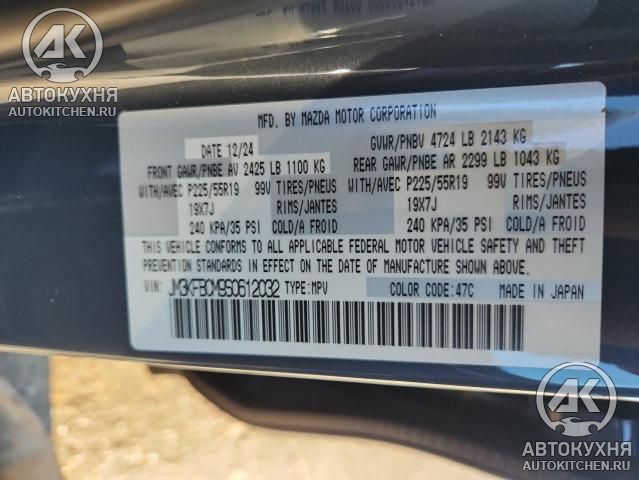 АВТОКУХНЯ
AUTOKITCHEN.RU
MFD. BY MAZDA MOTOR CORPORATION
DATE 12/24 GVWR/PNBV 4724 LB 2143 KG
FRONT GAWR/PNBE AV 2425 LB 1100 KG REAR GAWR/PNBE AR 2299 LB 1043 KG
WITH/AVEC P225/55R19 99V TIRES/PNEUS WITH/AVEC P225/55R19 99V TIRES/PNEUS
19X7J RIMS/JANTES 19X7J RIMS/JANTES
240 KPA/35 PSI COLD/A FROID 240 KPA/35 PSI COLD/A FROID
THIS VEHICLE CONFORMS TO ALL APPLICABLE FEDERAL MOTOR VEHICLE SAFETY AND THEFT
PREVENTION STANDARDS IN EFFECT ON THE DATE OF MANUFACTURE SHOWN ABOVE.
VIN: JM3KFBCM9S0612032 TYPE:MPV COLOR CODE:47C MADE IN JAPAN
АК
АВТОКУХНЯ
AUTOKITCHEN.RU